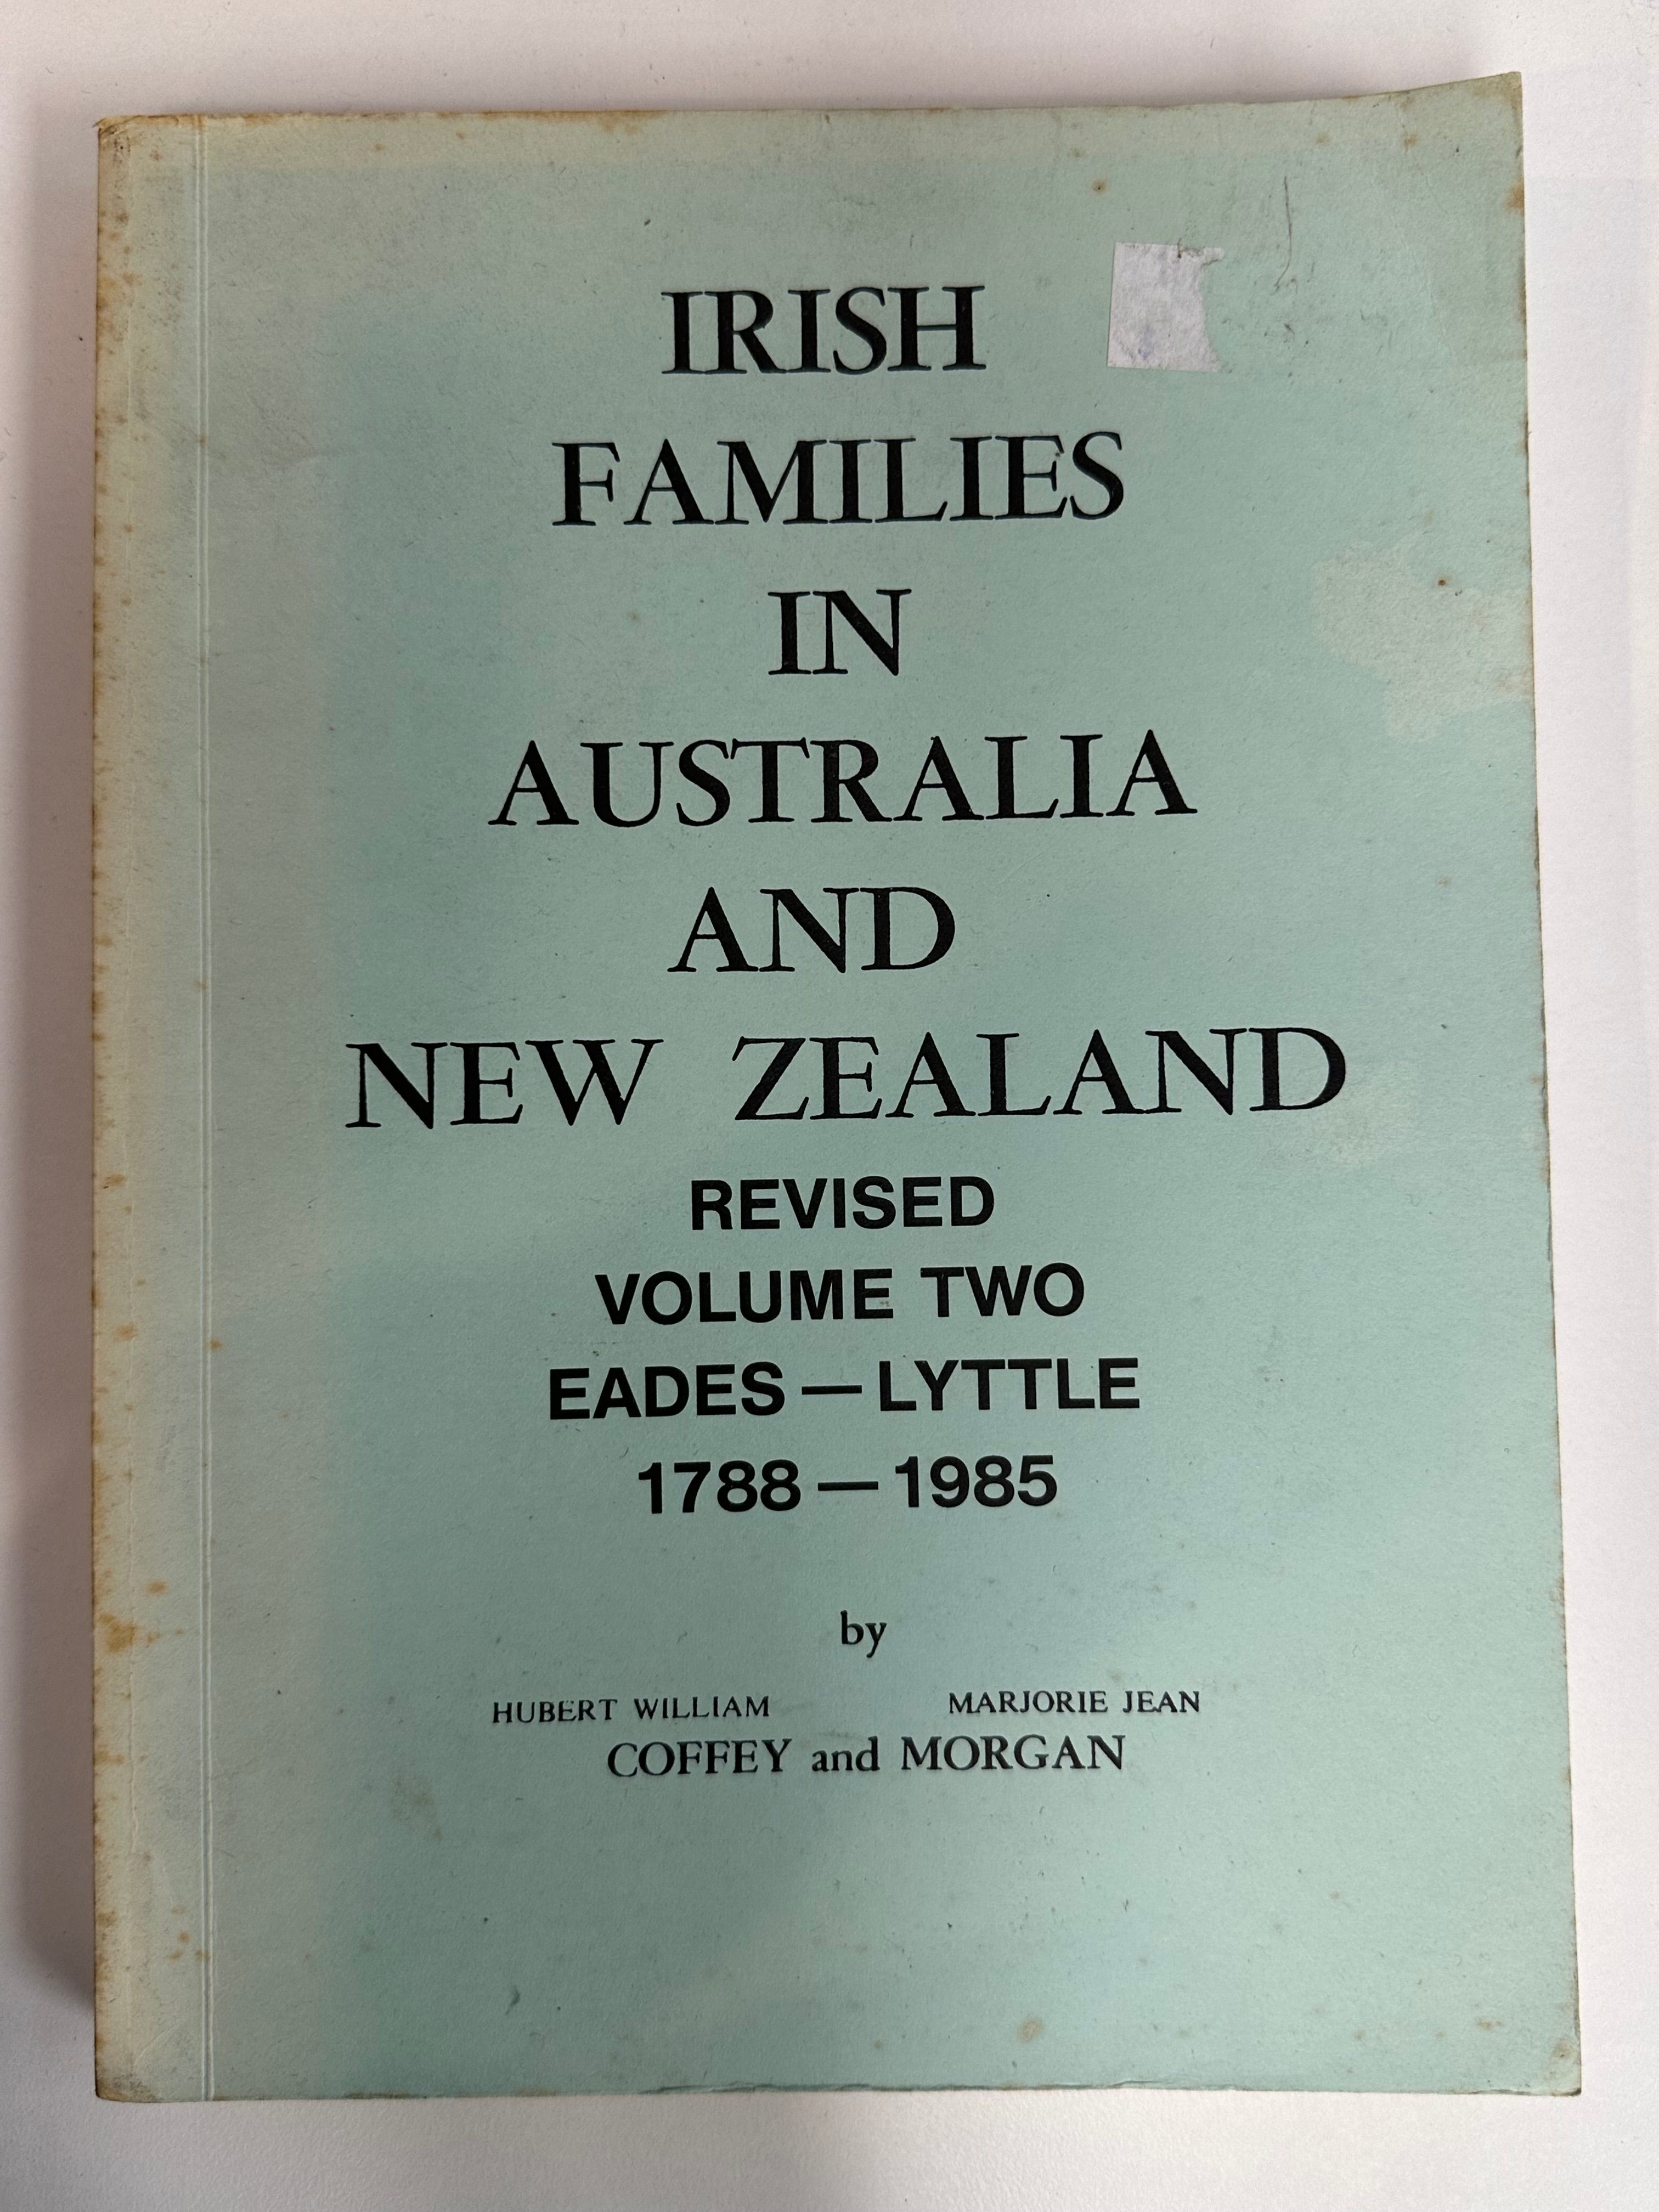 IRISH
FAMILIES
IN
AUSTRALIA
AND
NEW ZEALAND
REVISED
VOLUME TWO
EADES — LYTTLE
1788 — 1985
by
HUBERT WILLIAM MARJORIE JEAN
COFFEY and MORGAN